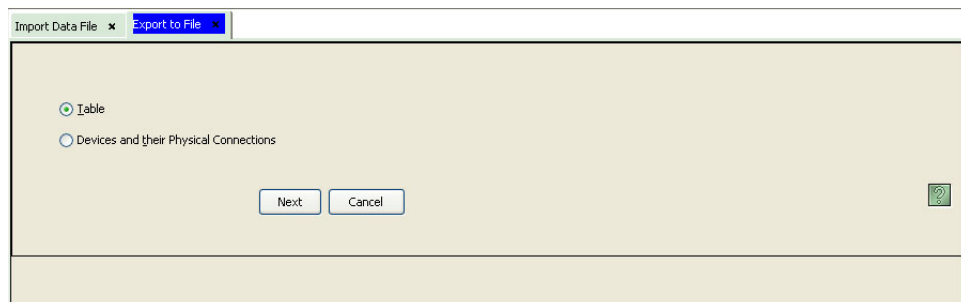 Import Data File x Export to File x
Table
Devices and their Physical Connections
Next Cancel
?